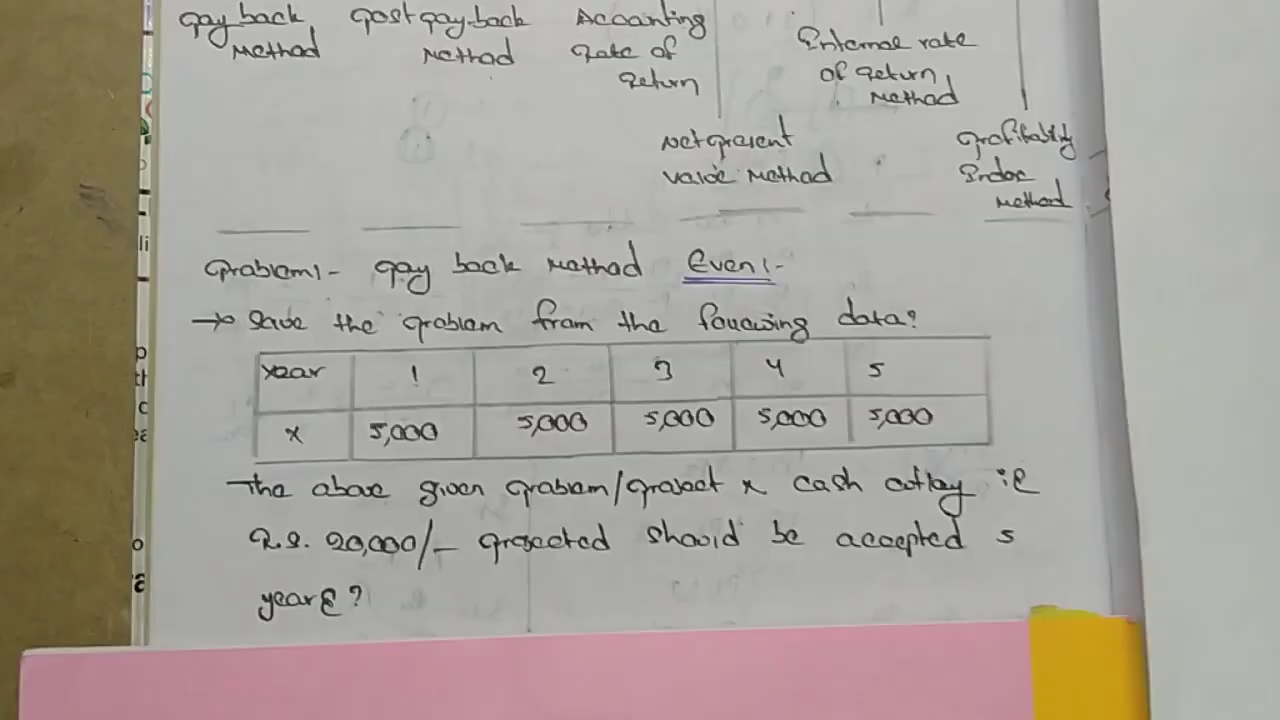 pay back post pay-back Accounting
Method Method Rate of
Return
Internal rate
of Return
Method
Net present
value Method
profitability
Index
Method
problem:- pay back method Even:-
→ Solve the problem from the following data?
year 1 2 3 4 5
x 5,000 5,000 5,000 5,000 5,000
The above given problem/project x cash outlay is
R.S. 20,000/- projected should be accepted 5
years?